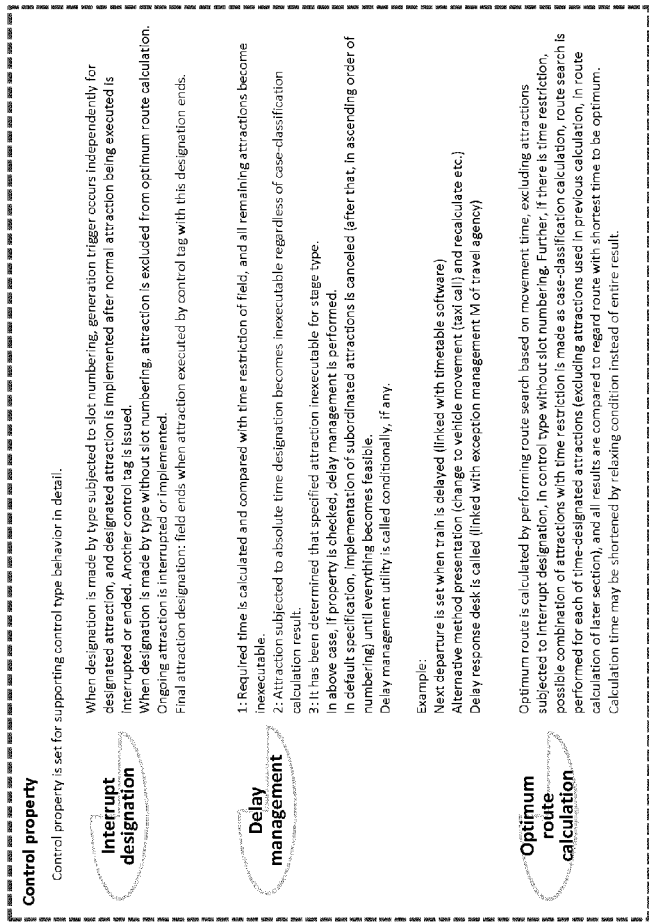 Control property
Control property is set for supporting control type behavior in detail.
Interrupt
designation
When designation is made by type subjected to slot numbering, generation trigger occurs independently for
designated attraction, and designated attraction is implemented after normal attraction being executed is
interrupted or ended. Another control tag is issued.
When designation is made by type without slot numbering, attraction is excluded from optimum route calculation.
Ongoing attraction is interrupted or implemented.
Final attraction designation: field ends when attraction executed by control tag with this designation ends.
Delay
management
1: Required time is calculated and compared with time restriction of field, and all remaining attractions become
inexecutable.
2: Attraction subjected to absolute time designation becomes inexecutable regardless of case-classification
calculation result.
3: It has been determined that specified attraction inexecutable for stage type.
In above case, if property is checked, delay management is performed.
In default specification, implementation of subordinated attractions is canceled (after that, in ascending order of
numbering) until everything becomes feasible.
Delay management utility is called conditionally, if any.
Example:
Next departure is set when train is delayed (linked with timetable software)
Alternative method presentation (change to vehicle movement (taxi call) and recalculate etc.)
Delay response desk is called (linked with exception management M of travel agency)
Optimum
route
calculation
Optimum route is calculated by performing route search based on movement time, excluding attractions
subjected to interrupt designation, in control type without slot numbering. Further, if there is time restriction,
possible combination of attractions with time restriction is made as case-classification calculation, route search is
performed for each of time-designated attractions (excluding attractions used in previous calculation, in route
calculation of later section), and all results are compared to regard route with shortest time to be optimum.
Calculation time may be shortened by relaxing condition instead of entire result.